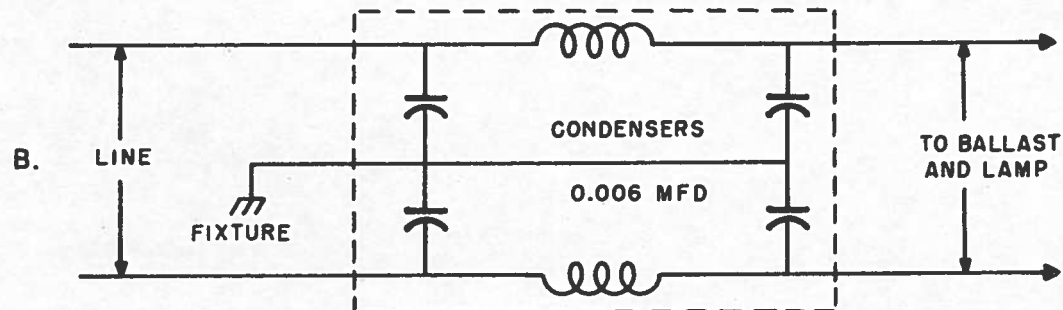 B.
LINE
FIXTURE
CONDENSERS
0.006 MFD
TO BALLAST
AND LAMP